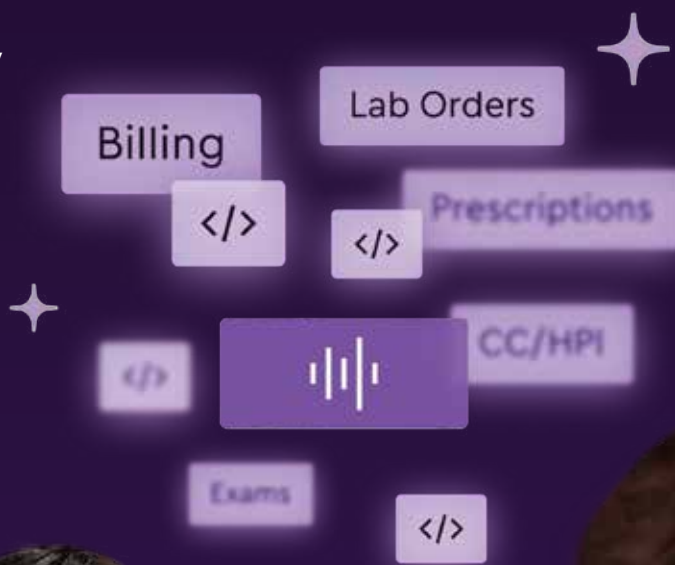 Lab Orders
Billing
Prescriptions
</>
</>
CC/HPI
</>
Exams
</>